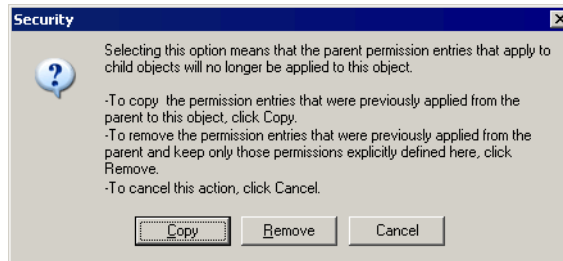 Security
Selecting this option means that the parent permission entries that apply to
child objects will no longer be applied to this object.
-To copy  the permission entries that were previously applied from the
parent to this object, click Copy.
-To remove the permission entries that were previously applied from the
parent and keep only those permissions explicitly defined here, click
Remove.
-To cancel this action, click Cancel.
Copy Remove Cancel